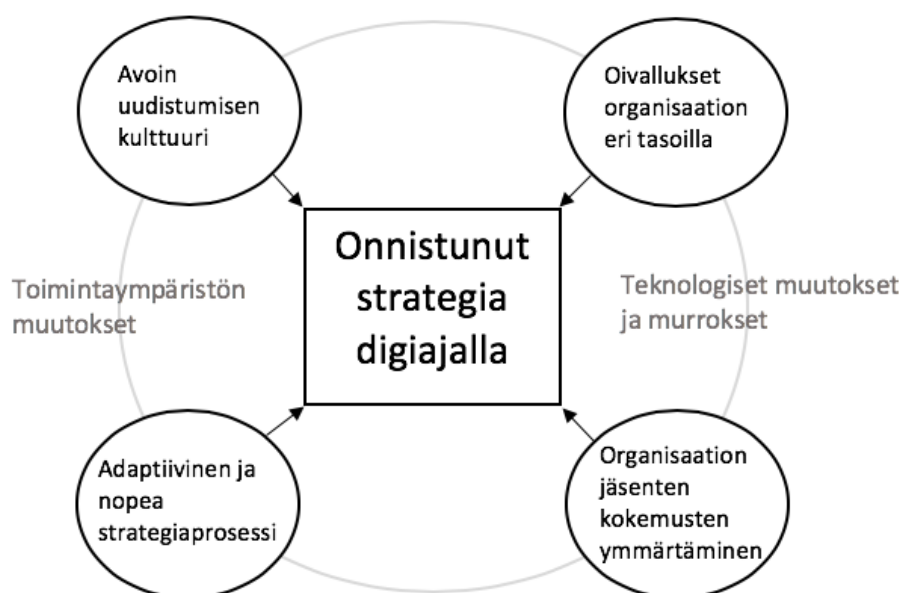 Avoin
uudistumisen
kulttuuri
Oivallukset
organisaation
eri tasoilla
Onnistunut
strategia
digiajalla
Toimintaympäristön
muutokset
Teknologiset muutokset
ja murrokset
Adaptiivinen ja
nopea
strategiaprosessi
Organisaation
jäsenten
kokemusten
ymmärtäminen